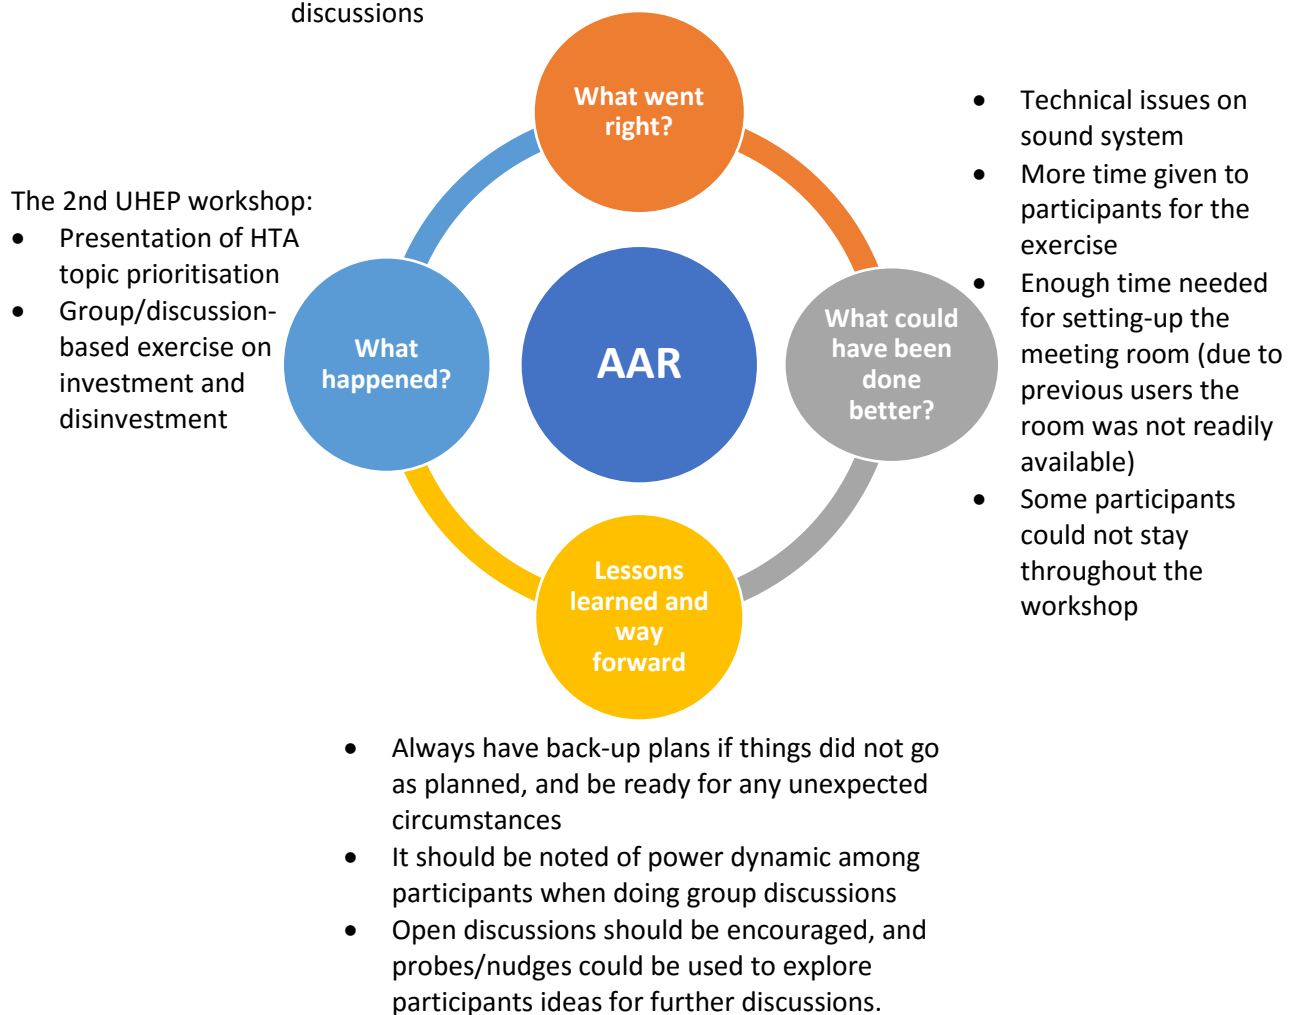 discussions
What went
right?
• Technical issues on
sound system
• More time given to
participants for the
exercise
• Enough time needed
for setting-up the
meeting room (due to
previous users the
room was not readily
available)
• Some participants
could not stay
throughout the
workshop
The 2nd UHEP workshop:
• Presentation of HTA
topic prioritisation
• Group/discussion-
based exercise on
investment and
disinvestment
What
happened?
AAR
What could
have been
done
better?
Lessons
learned and
way
forward
• Always have back-up plans if things did not go
as planned, and be ready for any unexpected
circumstances
• It should be noted of power dynamic among
participants when doing group discussions
• Open discussions should be encouraged, and
probes/nudges could be used to explore
participants ideas for further discussions.